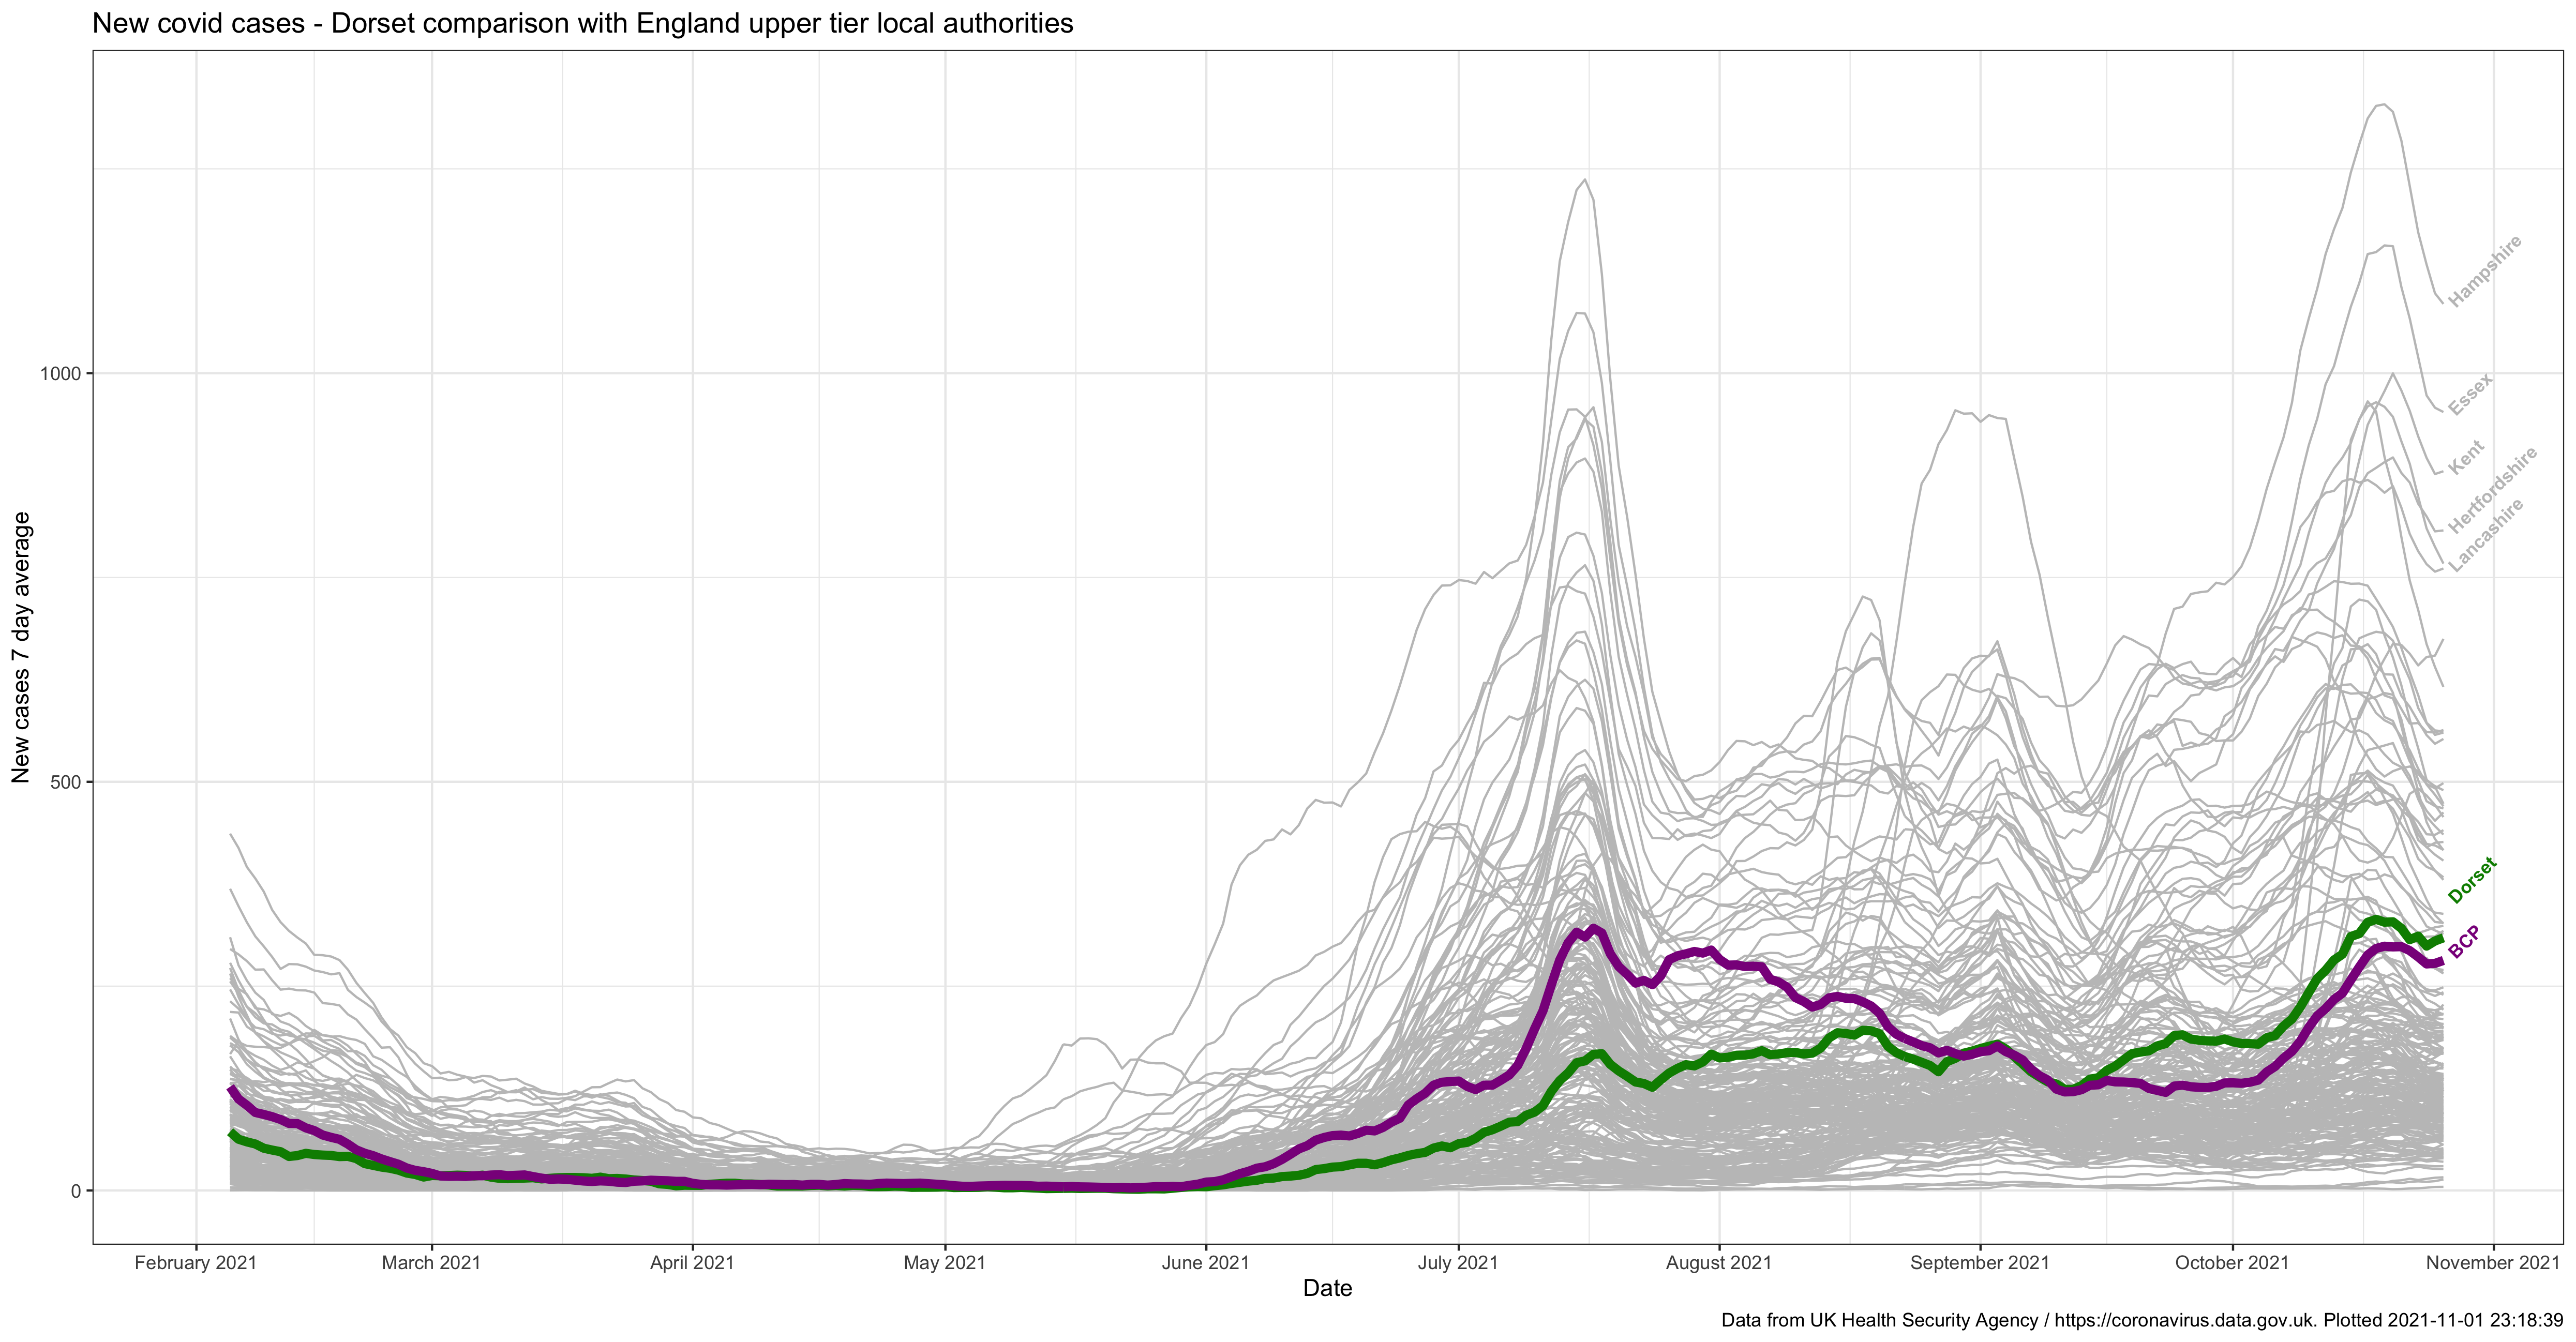 New covid cases - Dorset comparison with England upper tier local authorities
New cases 7 day average
1000
500
0
Hampshire
Essex
Kent
Hertfordshire
Lancashire
Dorset
BCP
February 2021
March 2021
April 2021
May 2021
June 2021
July 2021
August 2021
September 2021
October 2021
November 2021
Date
Data from UK Health Security Agency / https://coronavirus.data.gov.uk. Plotted 2021-11-01 23:18:39